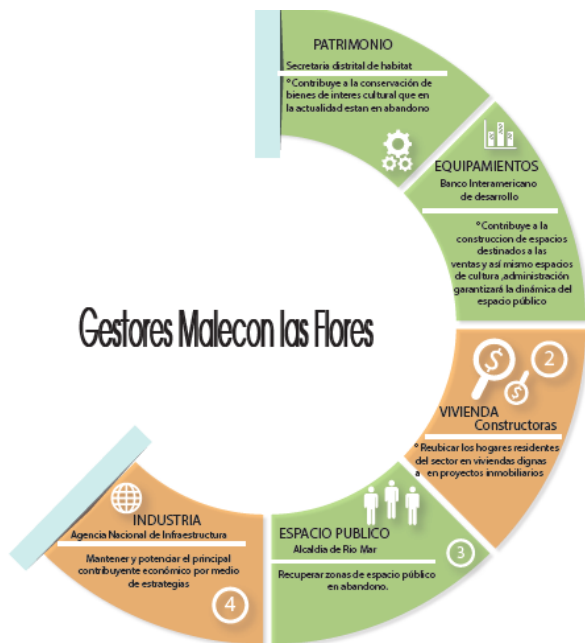 PATRIMONIO
Secretaria distrital de habitat
°Contribuye a la conservación de
bienes de interes cultural que en
la actualidad estan en abandono
EQUIPAMIENTOS
Banco Interamericano
de desarrollo
°Contribuye a la
construccion de espacios
destinados a las
ventas y así mismo espacios
de cultura ,administración
garantizará la dinámica del
espacio público
Gestores Malecon las Flores
$
$
2
VIVIENDA
Constructoras
° Reubicar los hogares residentes
del sector en viviendas dignas
a en proyectos inmobiliarios
ESPACIO PUBLICO
Alcaldia de Rio Mar
3
Recuperar zonas de espacio público
en abandono.
INDUSTRIA
Agencia Nacional de Infraestructura
Mantener y potenciar el principal
contribuyente económico por medio
de estrategias
4